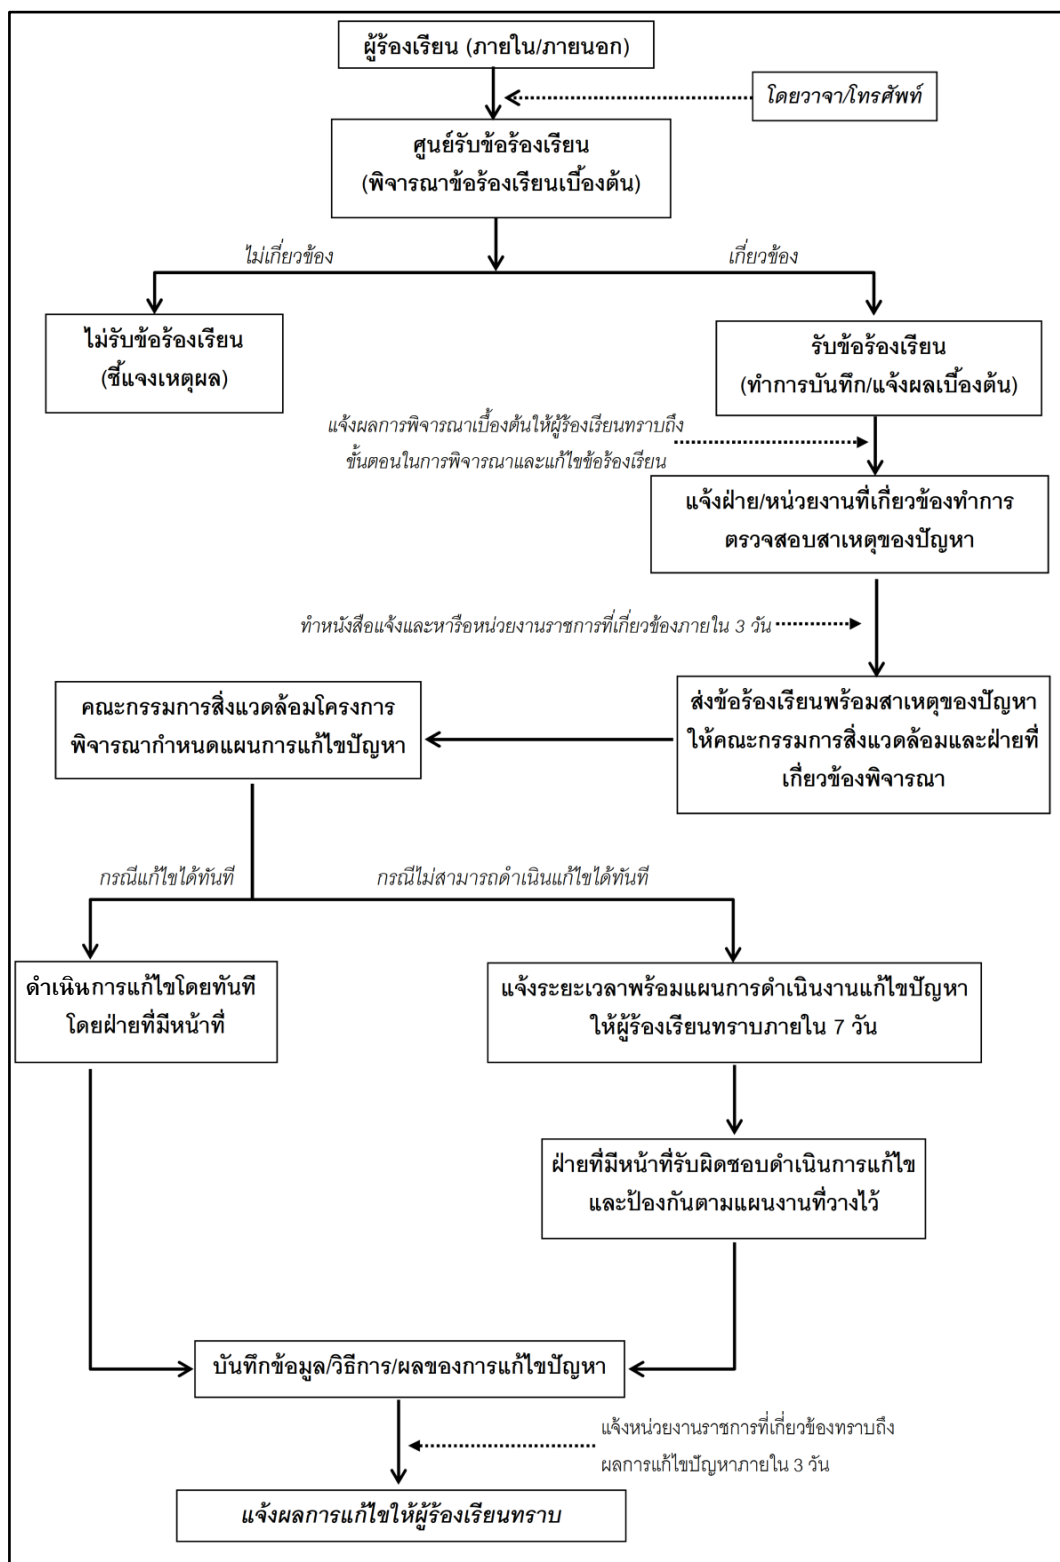 ผู้ร้องเรียน (ภายใน/ภายนอก)
โดยวาจา/โทรศัพท์
ศูนย์รับข้อร้องเรียน
(พิจารณาข้อร้องเรียนเบื้องต้น)
ไม่เกี่ยวข้อง
เกี่ยวข้อง
ไม่รับข้อร้องเรียน
(ชี้แจงเหตุผล)
รับข้อร้องเรียน
(ทำการบันทึก/แจ้งผลเบื้องต้น)
แจ้งผลการพิจารณาเบื้องต้นให้ผู้ร้องเรียนทราบถึง
ขั้นตอนในการพิจารณาและแก้ไขข้อร้องเรียน
แจ้งฝ่าย/หน่วยงานที่เกี่ยวข้องทำการ
ตรวจสอบสาเหตุของปัญหา
ทำหนังสือแจ้งและหารือหน่วยงานราชการที่เกี่ยวข้องภายใน 3 วัน
ส่งข้อร้องเรียนพร้อมสาเหตุของปัญหา
ให้คณะกรรมการสิ่งแวดล้อมและฝ่ายที่
เกี่ยวข้องพิจารณา
คณะกรรมการสิ่งแวดล้อมโครงการ
พิจารณากำหนดแผนการแก้ไขปัญหา
กรณีแก้ไขได้ทันที
กรณีไม่สามารถดำเนินแก้ไขได้ทันที
ดำเนินการแก้ไขโดยทันที
โดยฝ่ายที่มีหน้าที่
แจ้งระยะเวลาพร้อมแผนการดำเนินงานแก้ไขปัญหา
ให้ผู้ร้องเรียนทราบภายใน 7 วัน
ฝ่ายที่มีหน้าที่รับผิดชอบดำเนินการแก้ไข
และป้องกันตามแผนงานที่วางไว้
บันทึกข้อมูล/วิธีการ/ผลของการแก้ไขปัญหา
แจ้งหน่วยงานราชการที่เกี่ยวข้องทราบถึง
ผลการแก้ไขปัญหาภายใน 3 วัน
แจ้งผลการแก้ไขให้ผู้ร้องเรียนทราบ